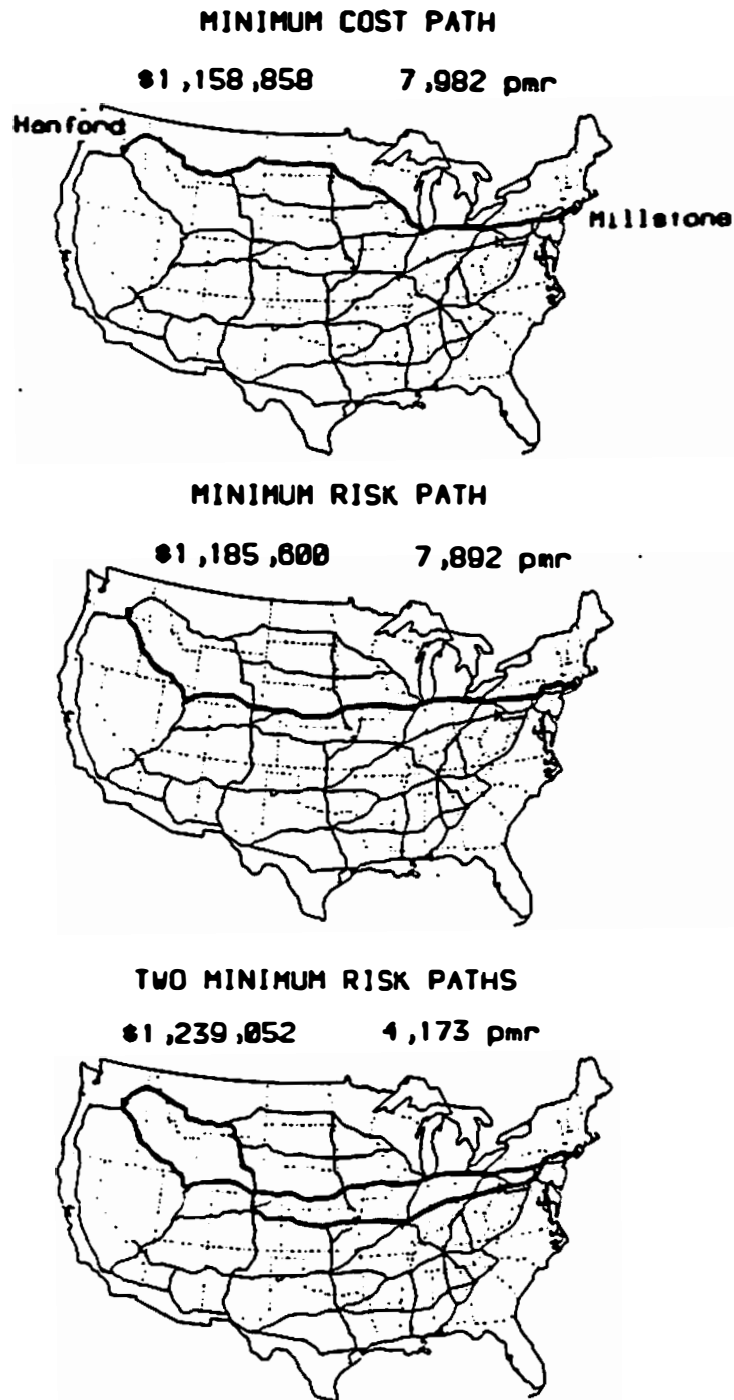 MINIMUM COST PATH
$1,158,858 7,982 pmr
Hanford
Millstone
MINIMUM RISK PATH
$1,185,600 7,892 pmr
TWO MINIMUM RISK PATHS
$1,239,052 4,173 pmr